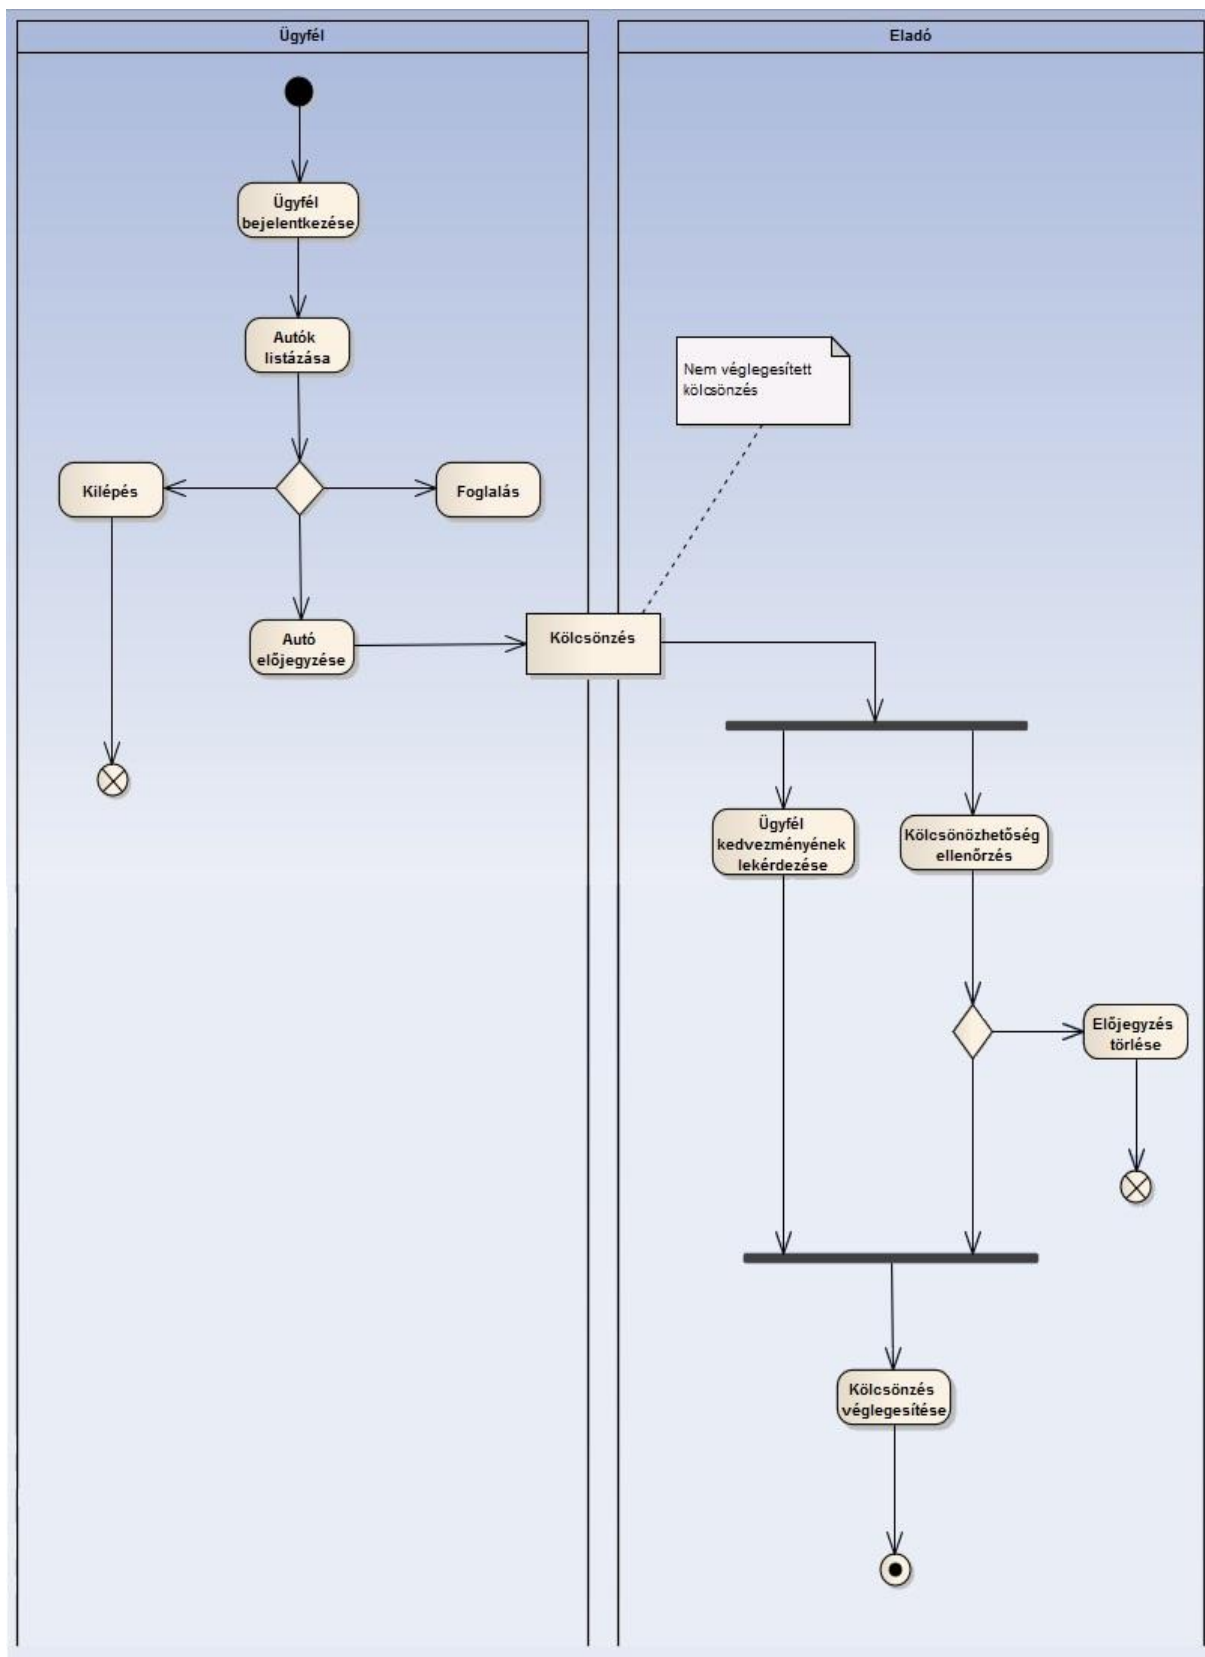 Ügyfél
Eladó
Ügyfél
bejelentkezése
Autók
listázása
Nem véglegesített
kölcsönzés
Kilépés
Foglalás
Autó
előjegyzése
Kölcsönzés
Ügyfél
kedvezményének
lekérdezése
Kölcsönözhetőség
ellenőrzés
Előjegyzés
törlése
Kölcsönzés
véglegesítése